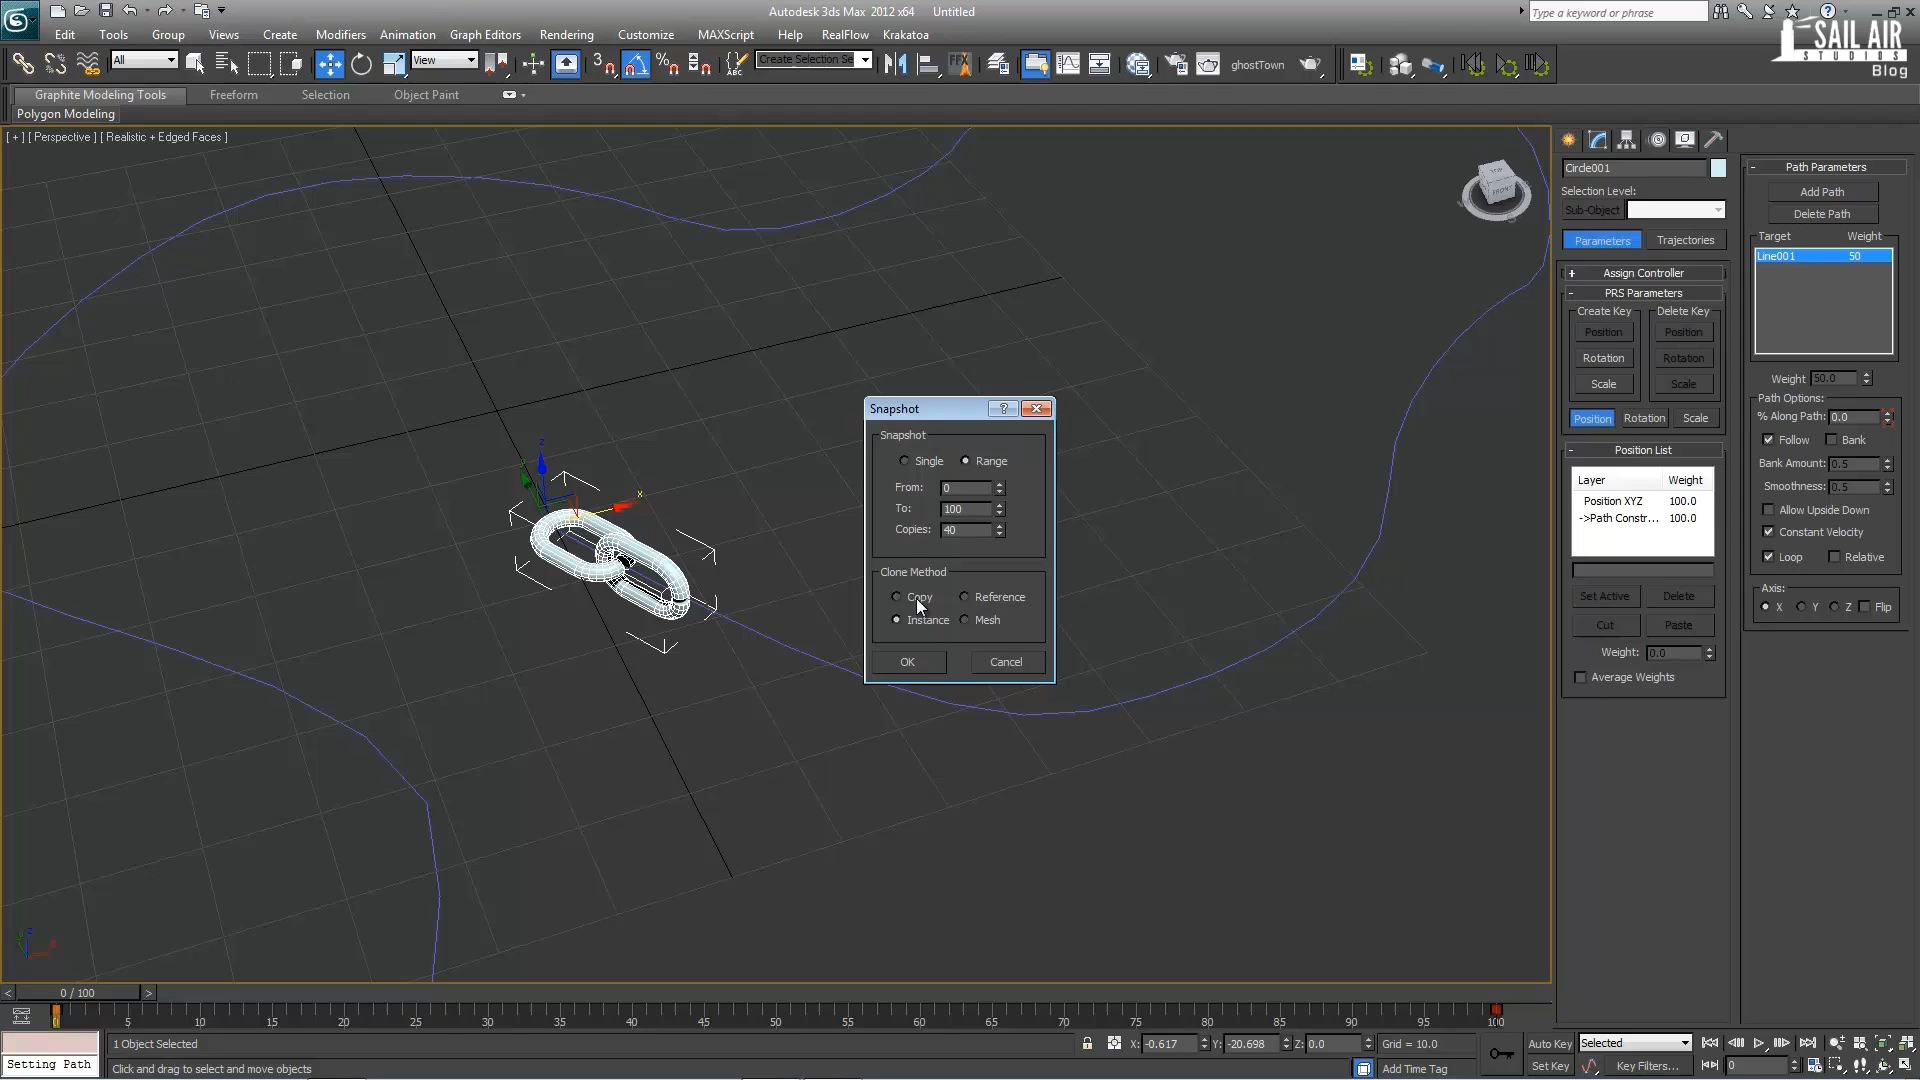 Autodesk 3ds Max 2012 x64 Untitled
Type a keyword or phrase
Edit Tools Group Views Create Modifiers Animation Graph Editors Rendering Customize MAXScript Help RealFlow Krakatoa
SAIL AIR
STUDIOS
Blog
All View 3 ABC Create Selection Se FFX ghostTown
Graphite Modeling Tools Freeform Selection Object Paint
Polygon Modeling
[ + ] [ Perspective ] [ Realistic + Edged Faces ]
FRONT
z
x
Snapshot
Snapshot
Single Range
From: 0
To: 100
Copies: 40
Clone Method
Copy Reference
Instance Mesh
OK Cancel
Circle001
Selection Level:
Sub-Object
Parameters Trajectories
+ Assign Controller
- PRS Parameters
Create Key Delete Key
Position Position
Rotation Rotation
Scale Scale
Position Rotation Scale
- Position List
Layer Weight
Position XYZ 100.0
->Path Constr... 100.0
Set Active Delete
Cut Paste
Weight: 0.0
Average Weights
- Path Parameters
Add Path
Delete Path
Target Weight
Line001 50
Weight 50.0
Path Options:
% Along Path: 0.0
Follow Bank
Bank Amount: 0.5
Smoothness: 0.5
Allow Upside Down
Constant Velocity
Loop Relative
Axis:
X Y Z Flip
< 0 / 100 >
0 5 10 15 20 25 30 35 40 45 50 55 60 65 70 75 80 85 90 95 100
1 Object Selected X: -0.617 Y: -20.698 Z: 0.0 Grid = 10.0 Auto Key Selected
Setting Path Click and drag to select and move objects Add Time Tag Set Key Key Filters... 0